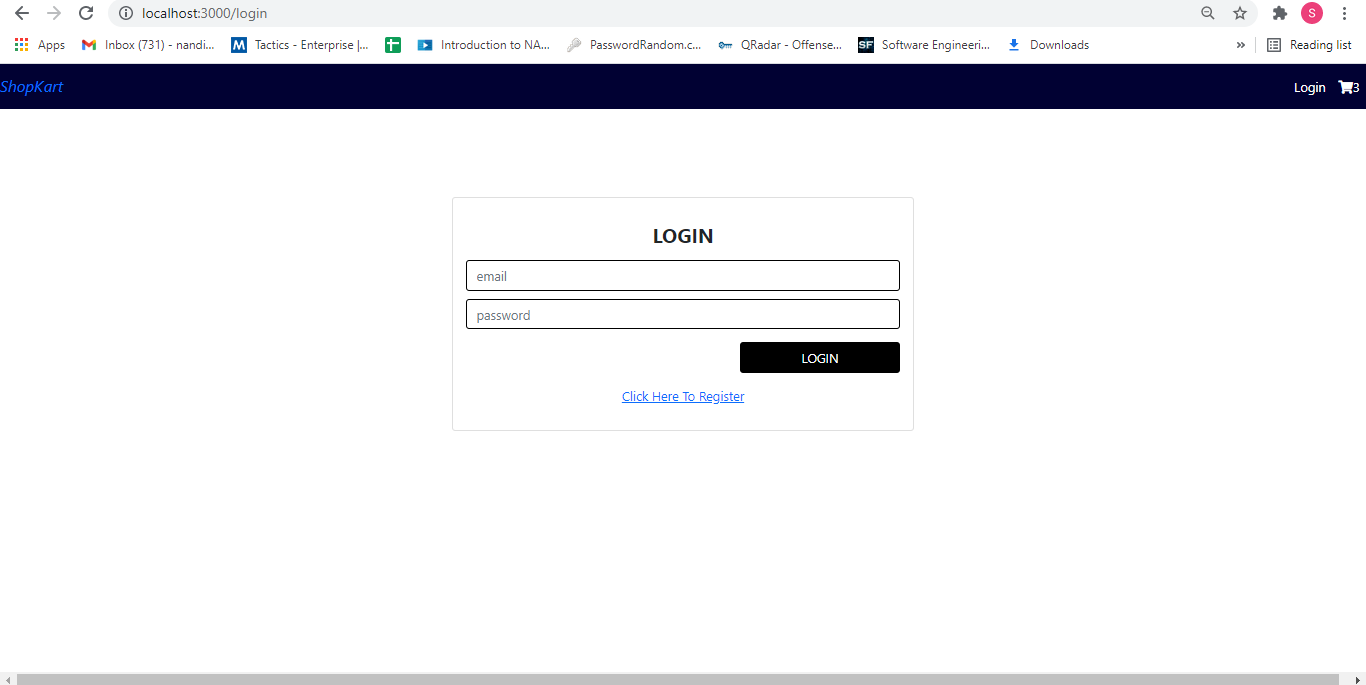 localhost:3000/login
S
Apps Inbox (731) - nandi... M Tactics - Enterprise |... Introduction to NA... PasswordRandom.c... QRadar - Offense... SF Software Engineeri... Downloads » Reading list
ShopKart Login 3
LOGIN
email
password
LOGIN
Click Here To Register